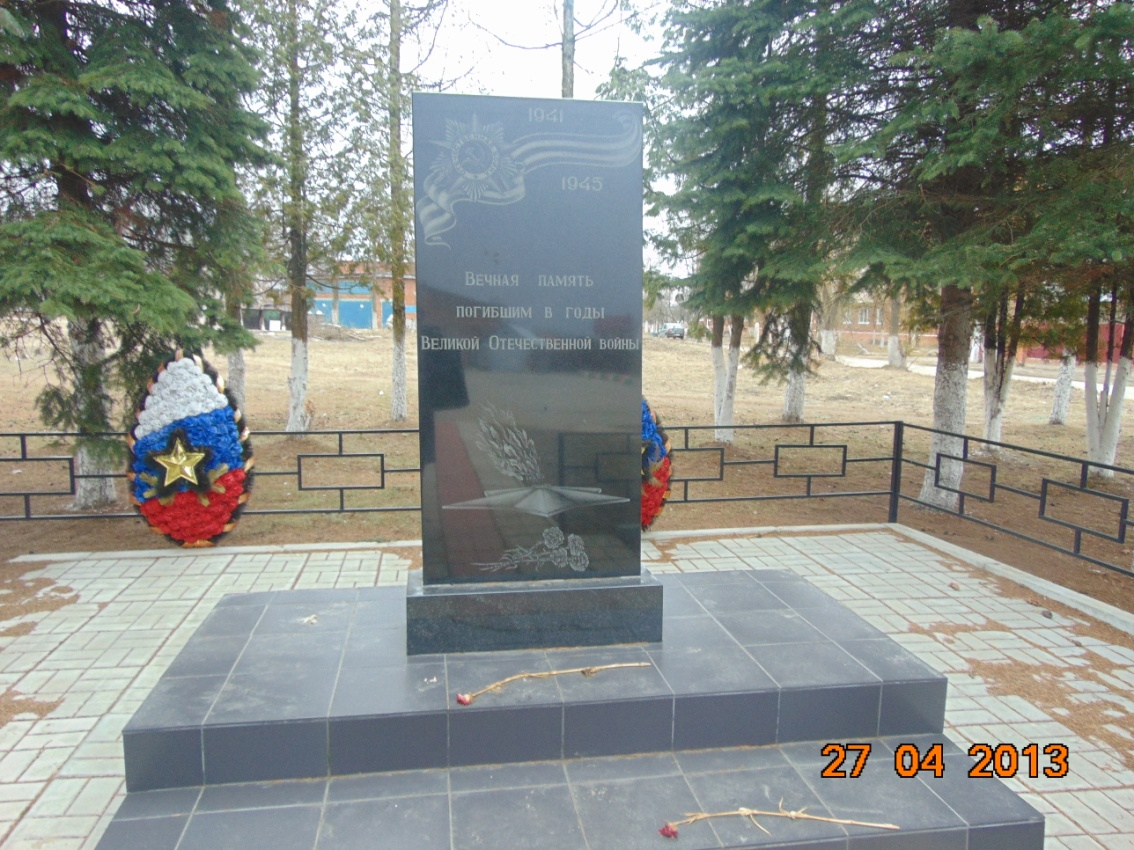 1941
1945
Вечная память
погибшим в годы
Великой Отечественной войны
27 04 2013